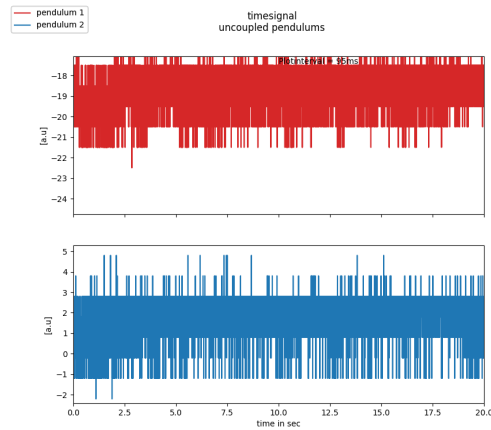 pendulum 1
pendulum 2
timesignal
uncoupled pendulums
Plotinterval = 95ms
−18
−19
−20
−21
−22
−23
−24
[a.u]
5
4
3
2
1
0
−1
−2
[a.u]
0.0 2.5 5.0 7.5 10.0 12.5 15.0 17.5 20.0
time in sec